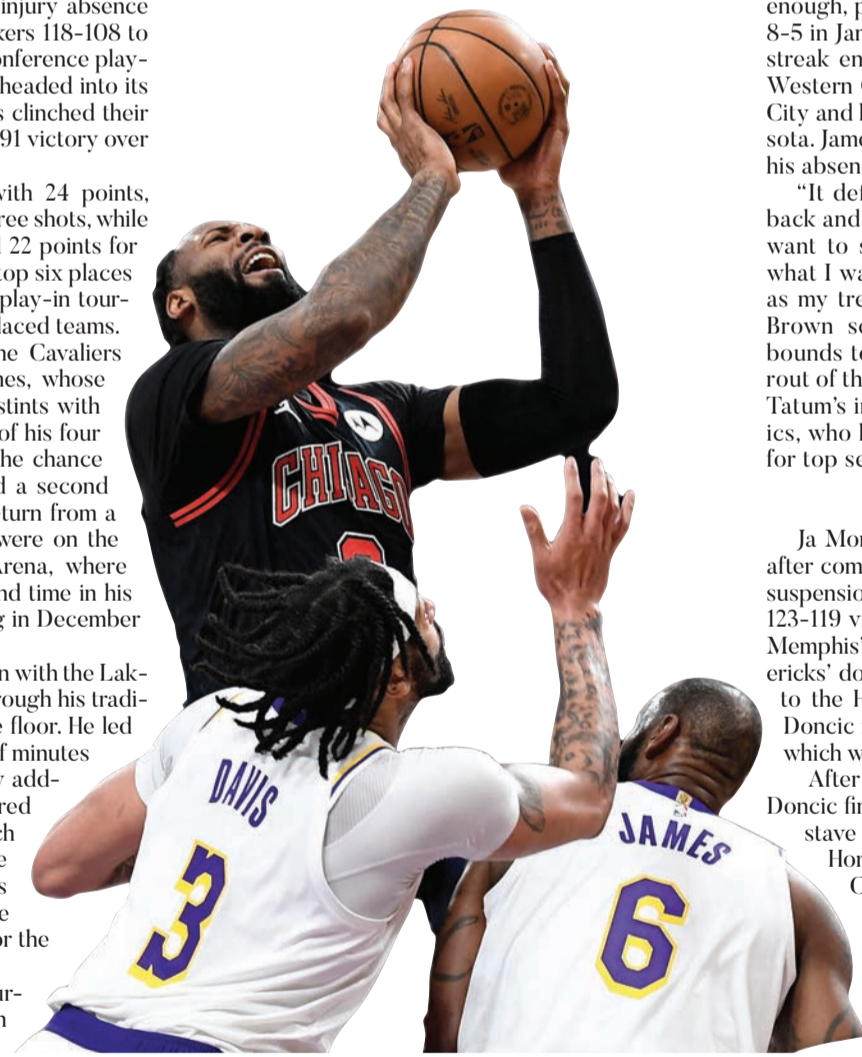 injury absence
kers 118-108 to
onference play-
headed into its
s clinched their
91 victory over
with 24 points,
ree shots, while
l 22 points for
top six places
play-in tour-
laced teams.
he Cavaliers
nes, whose
stints with
of his four
he chance
d a second
eturn from a
were on the
Arena, where
nd time in his
g in December
n with the Lak-
rough his tradi-
e floor. He led
f minutes
y add-
red
ch
e
s
e
or the
ur-
n
CHICAGO
DAVIS
3
JAMES
6
enough, p
8-5 in Jan
streak en
Western C
City and h
sota. Jame
his absen
“It def
back and
want to s
what I wa
as my tre
Brown sc
bounds to
rout of th
Tatum’s in
ics, who h
for top se
Ja Mor
after com
suspensio
123-119 v
Memphis’
ericks’ do
to the H
Doncic
which w
After
Doncic fin
stave
Hor
C